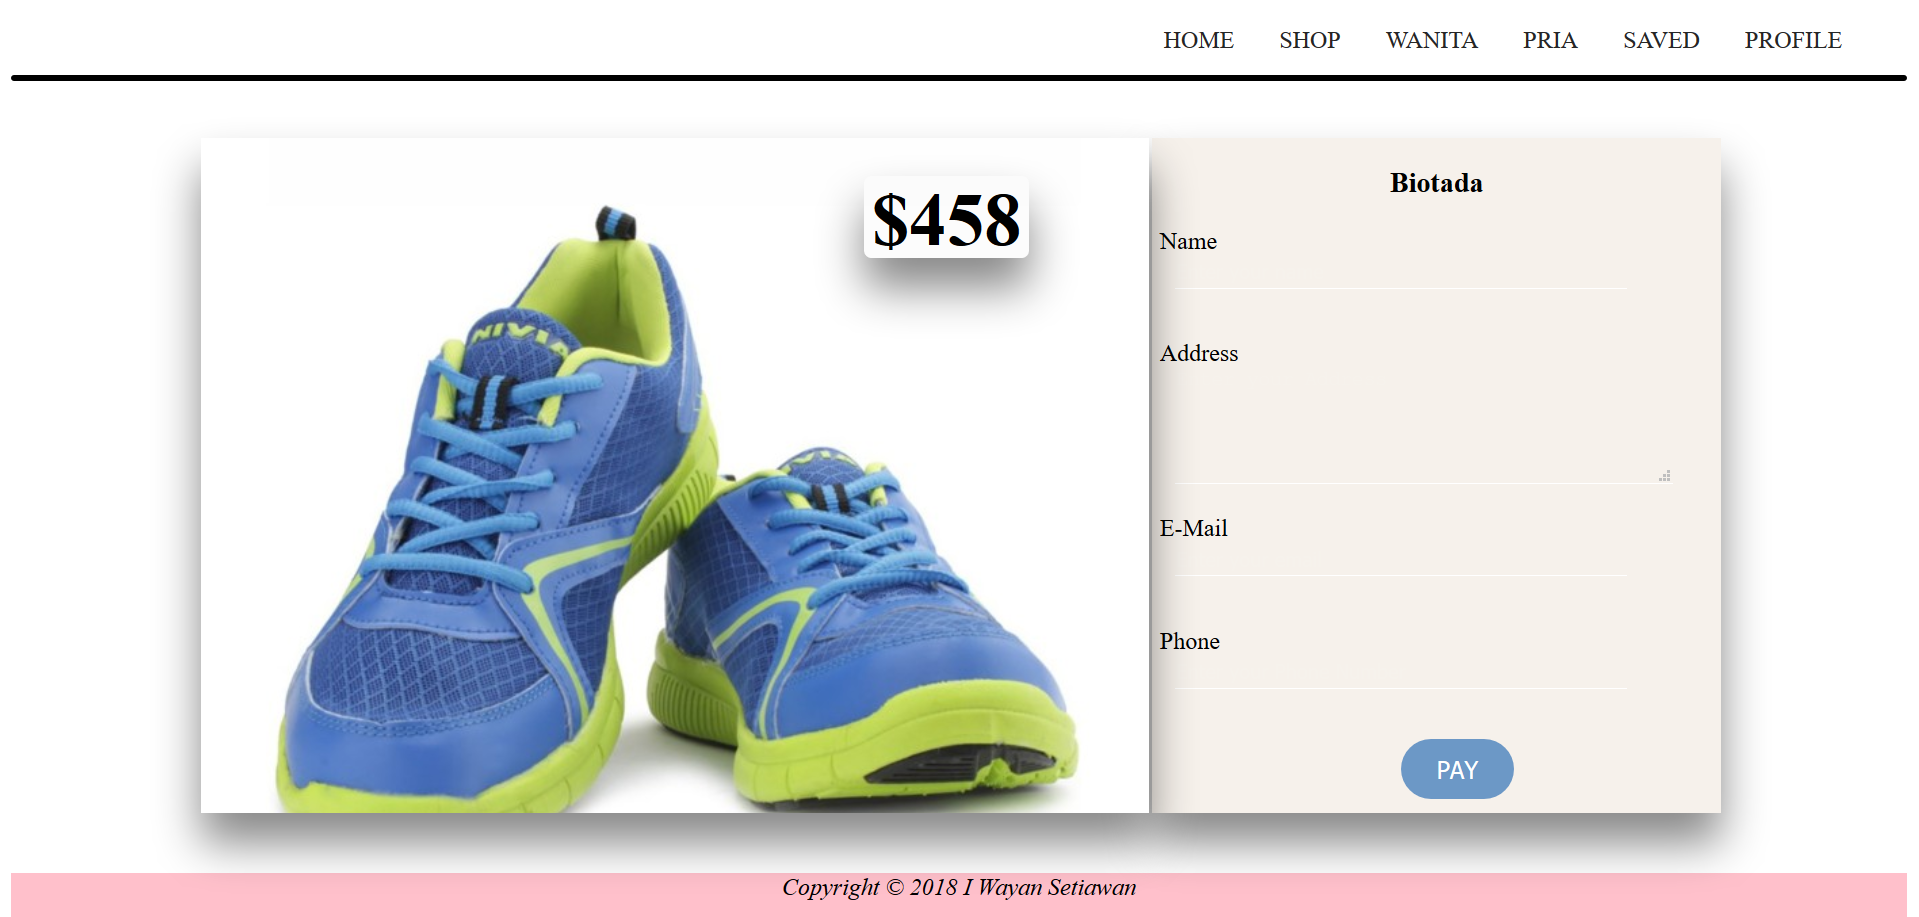 HOME SHOP WANITA PRIA SAVED PROFILE
$458
NIVIA
Biotada
Name
Address
E-Mail
Phone
PAY
Copyright © 2018 I Wayan Setiawan